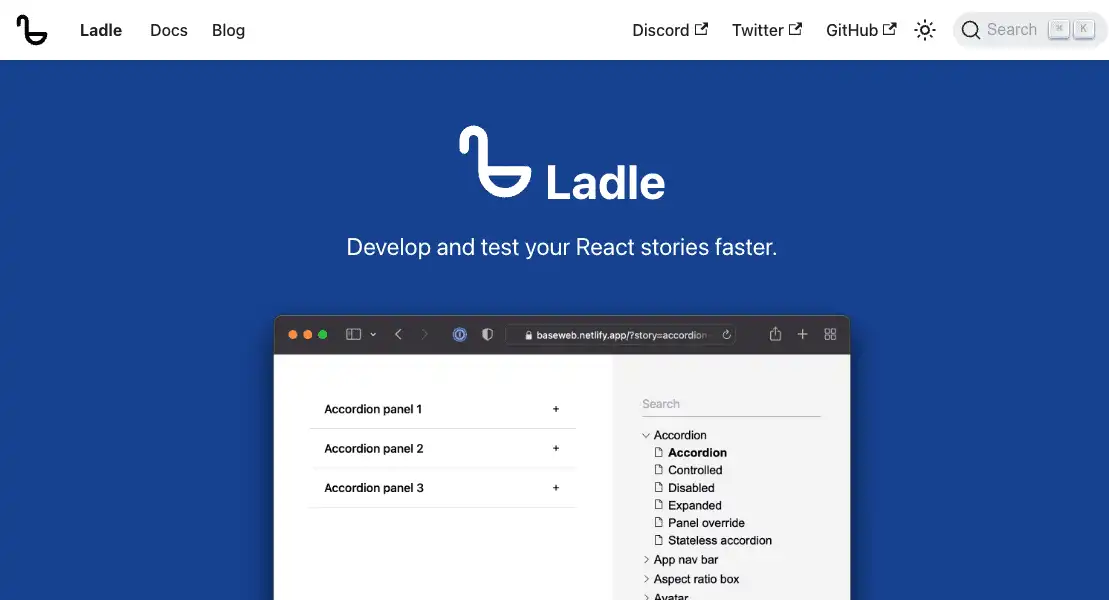 Ladle Docs Blog Discord Twitter GitHub Search ⌘ K
Ladle
Develop and test your React stories faster.
baseweb.netlify.app/?story=accordion
Accordion panel 1 +
Accordion panel 2 +
Accordion panel 3 +
Search
Accordion
Accordion
Controlled
Disabled
Expanded
Panel override
Stateless accordion
App nav bar
Aspect ratio box
Avatar